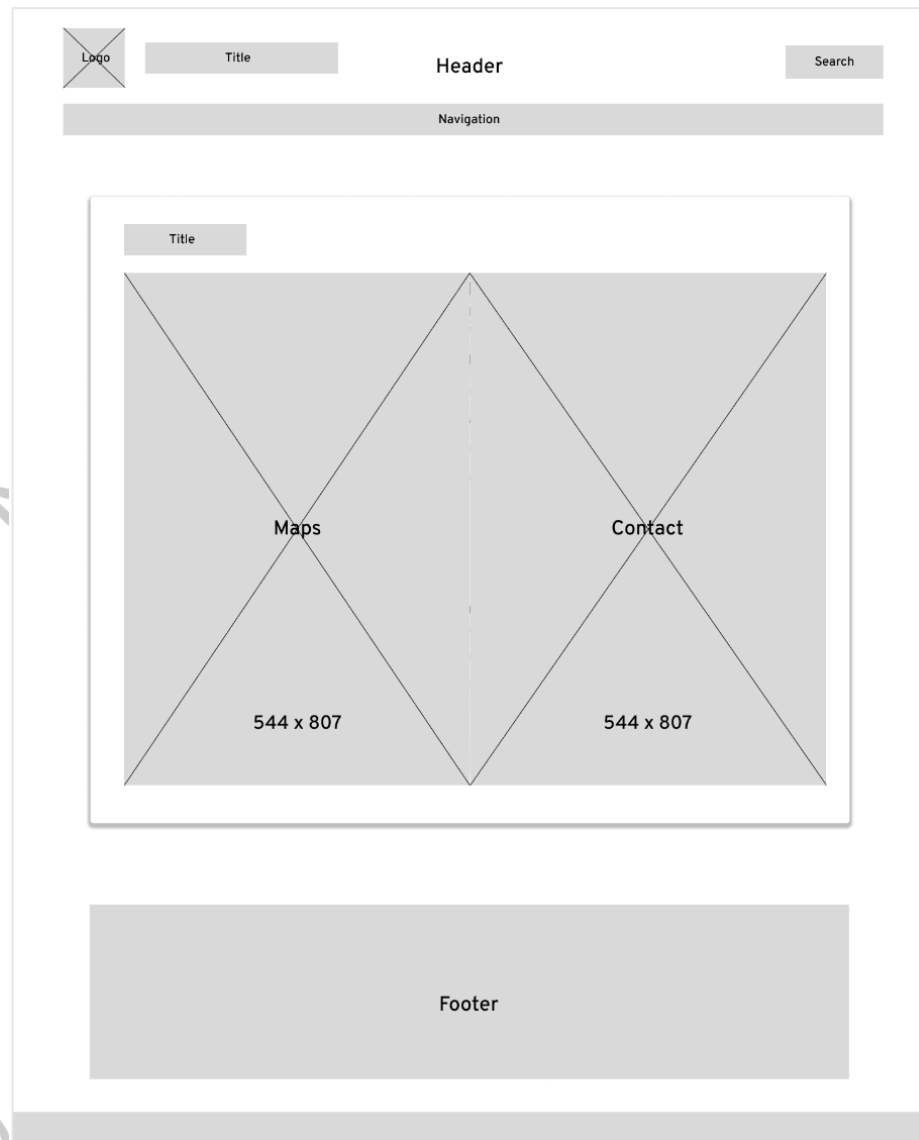 Logo
Title
Header
Search
Navigation
Title
Maps
Contact
544 x 807
544 x 807
Footer